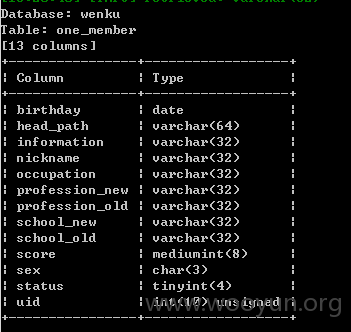 Database: wenku
Table: one_member
[13 columns]
Column Type
birthday date
head_path varchar(64)
information varchar(32)
nickname varchar(32)
occupation varchar(32)
profession_new varchar(32)
profession_old varchar(32)
school_new varchar(32)
school_old varchar(32)
score mediumint(8)
sex char(3)
status tinyint(4)
uid int(10) unsigned
www.wooyun.org